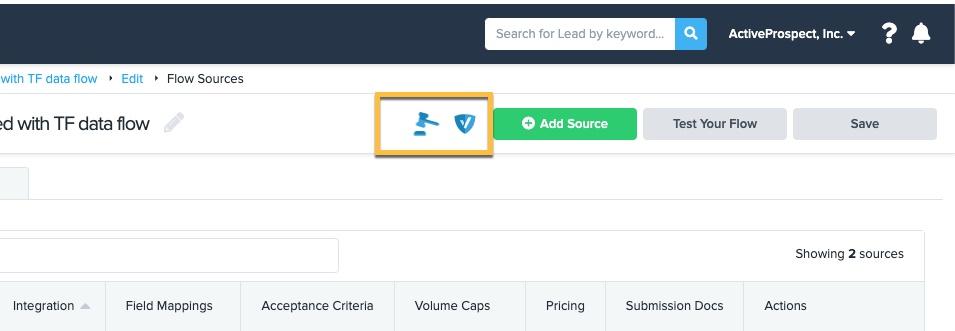 Search for Lead by keyword...
ActiveProspect, Inc.
?
with TF data flow
Edit
Flow Sources
ed with TF data flow
Add Source
Test Your Flow
Save
Showing 2 sources
Integration
Field Mappings
Acceptance Criteria
Volume Caps
Pricing
Submission Docs
Actions